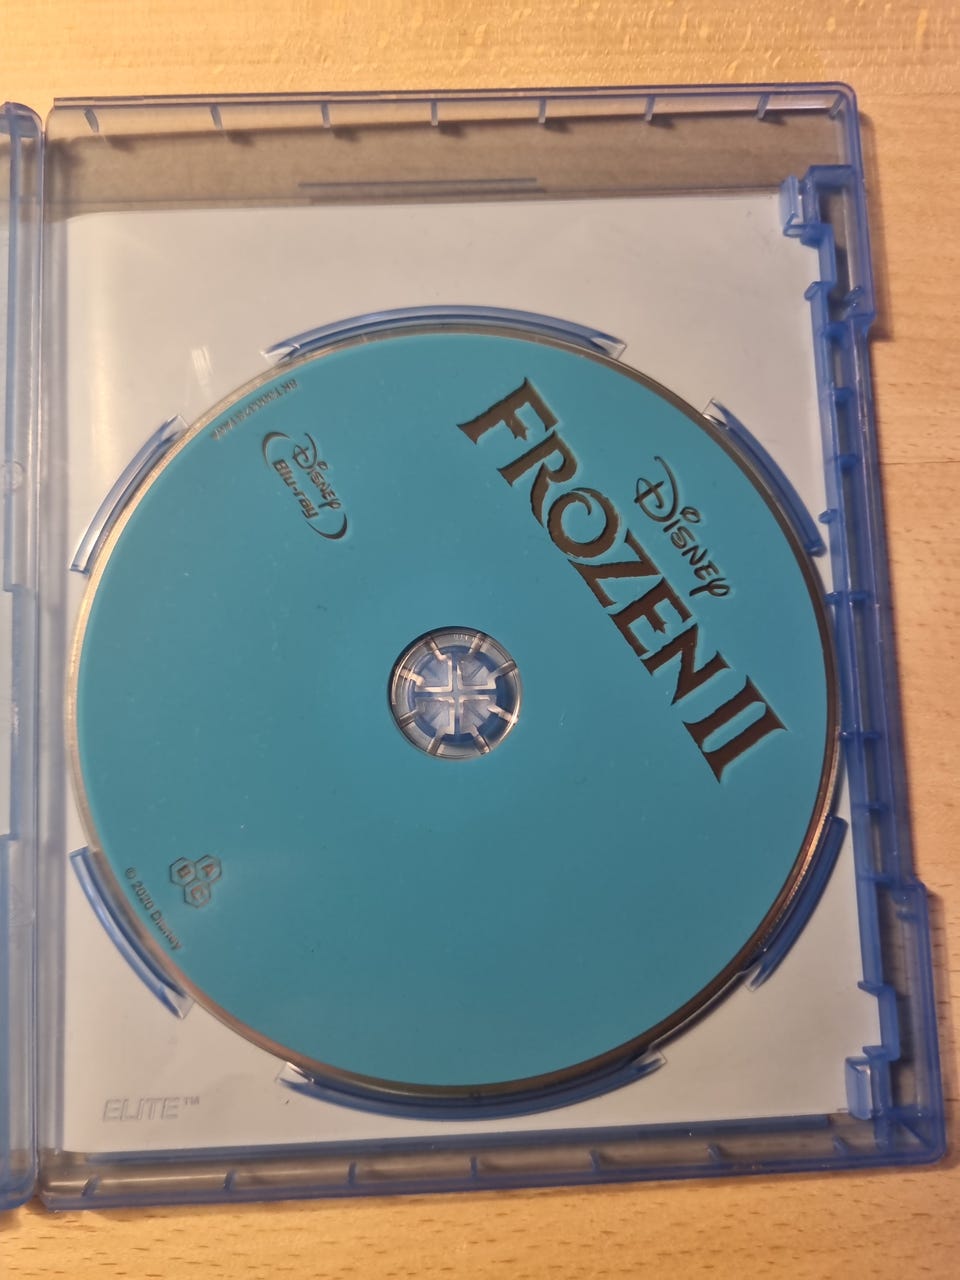 DISNEY
FROZEN II
DISNEY
Blu-ray
A
B
C
© 2020 Disney
ELITE™